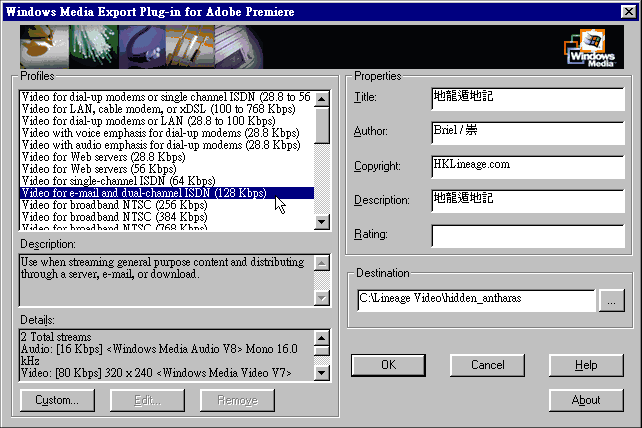 Windows Media Export Plug-in for Adobe Premiere
Windows
Media
Profiles
Video for dial-up modems or single channel ISDN (28.8 to 56
Video for LAN, cable modem, or xDSL (100 to 768 Kbps)
Video for dial-up modems or LAN (28.8 to 100 Kbps)
Video with voice emphasis for dial-up modems (28.8 Kbps)
Video with audio emphasis for dial-up modems (28.8 Kbps)
Video for Web servers (28.8 Kbps)
Video for Web servers (56 Kbps)
Video for single-channel ISDN (64 Kbps)
Video for e-mail and dual-channel ISDN (128 Kbps)
Video for broadband NTSC (256 Kbps)
Video for broadband NTSC (384 Kbps)
Video for broadband NTSC (768 Kbps)
Description:
Use when streaming general purpose content and distributing
through a server, e-mail, or download.
Details:
2 Total streams
Audio: [16 Kbps] <Windows Media Audio V8> Mono 16.0
kHz
Video: [80 Kbps] 320 x 240 <Windows Media Video V7>
Custom...
Edit...
Remove
Properties
Title: 地龍遁地記
Author: Briel / 崇
Copyright: HKLineage.com
Description: 地龍遁地記
Rating:
Destination
C:\Lineage Video\hidden_antharas
...
OK
Cancel
Help
About